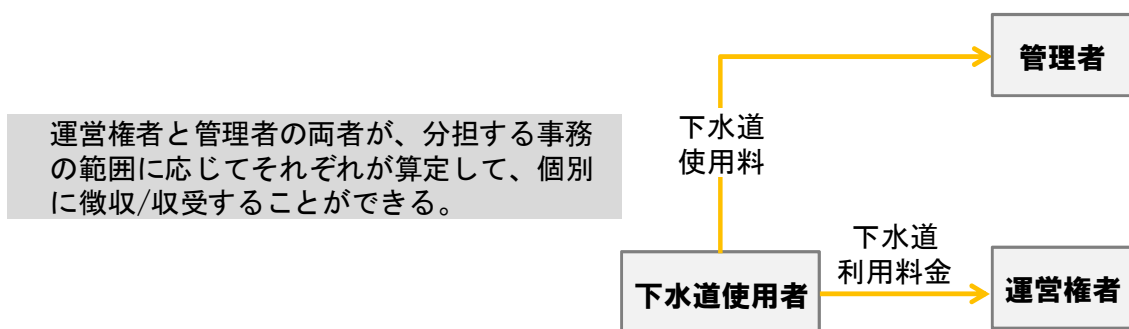 管理者
運営権者と管理者の両者が、分担する事務
の範囲に応じてそれぞれが算定して、個別
に徴収/収受することができる。
下水道
使用料
下水道
利用料金
下水道使用者
運営権者